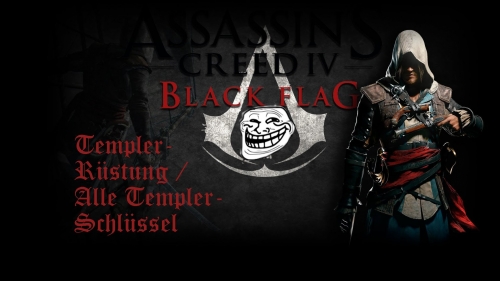 ASSASSIN'S
CREED IV
BLACK FLAG
Templer-
Rüstung /
Alle Templer-
Schlüssel